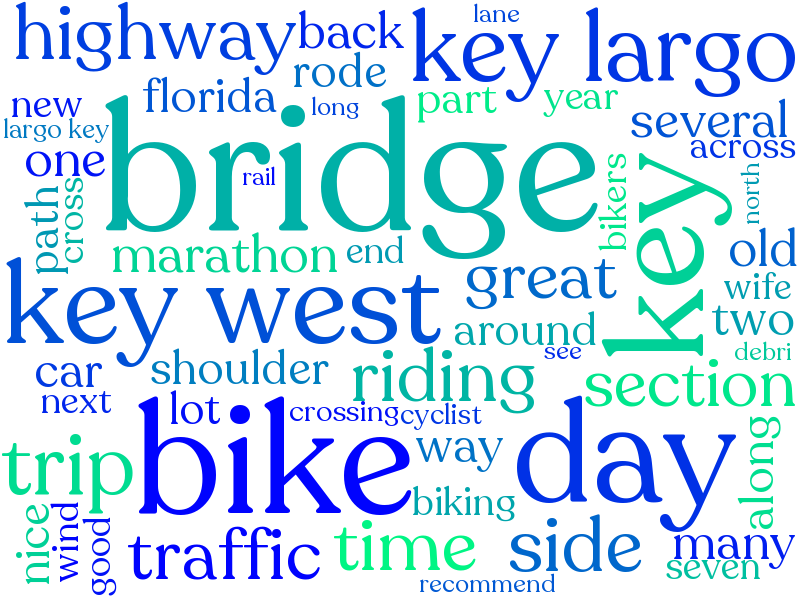 lane
highway
back
key largo
rode
florida
part
year
new
long
several
largo key
bridge
across
one
rail
bikers
key
north
path
cross
marathon
end
old
great
wife
key west
two
around
see
debri
car
shoulder
riding
section
next
lot
bike
crossing
cyclist
day
way
along
trip
biking
nice
wind
good
traffic
time
side
many
seven
recommend